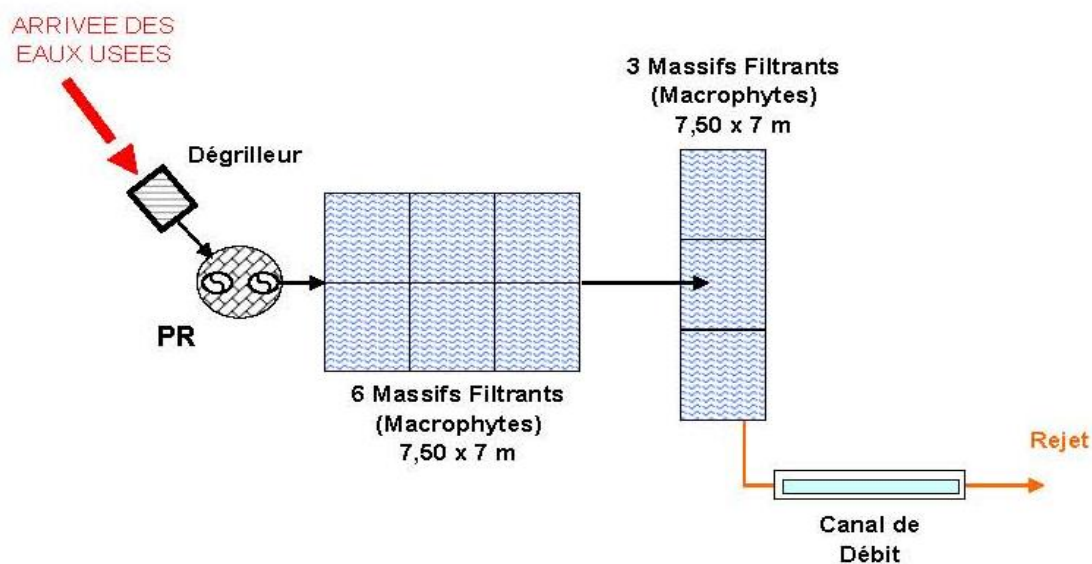 ARRIVEE DES
EAUX USEES
Dégrilleur
PR
6 Massifs Filtrants
(Macrophytes)
7,50 x 7 m
3 Massifs Filtrants
(Macrophytes)
7,50 x 7 m
Rejet
Canal de
Débit